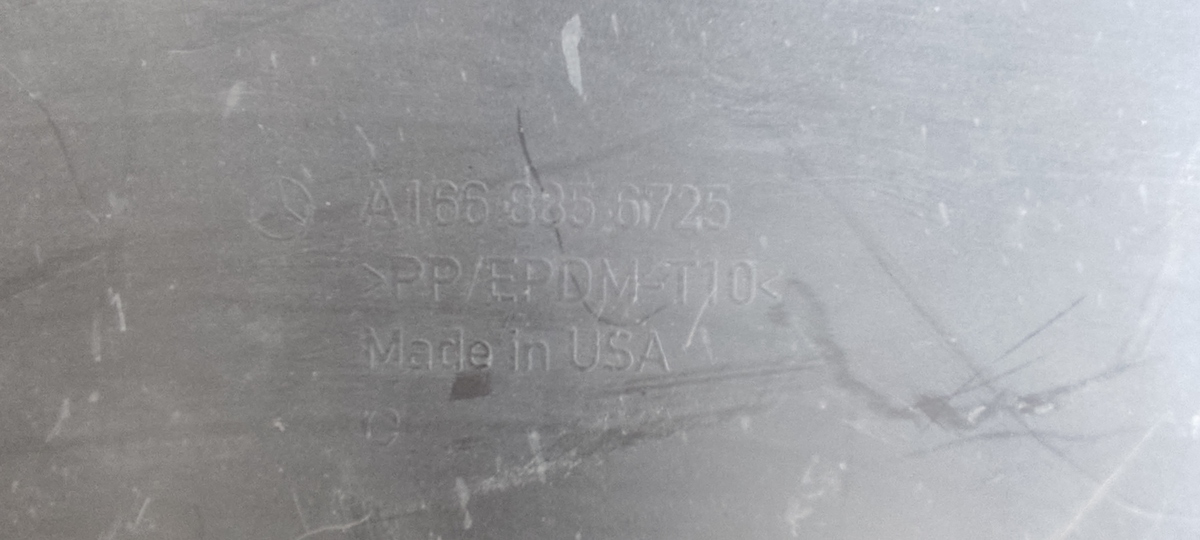 A166 885 6725
>PP/EPDM-T10<
Made in USA